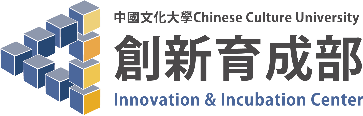 中國文化大學Chinese Culture University
創新育成部
Innovation & Incubation Center